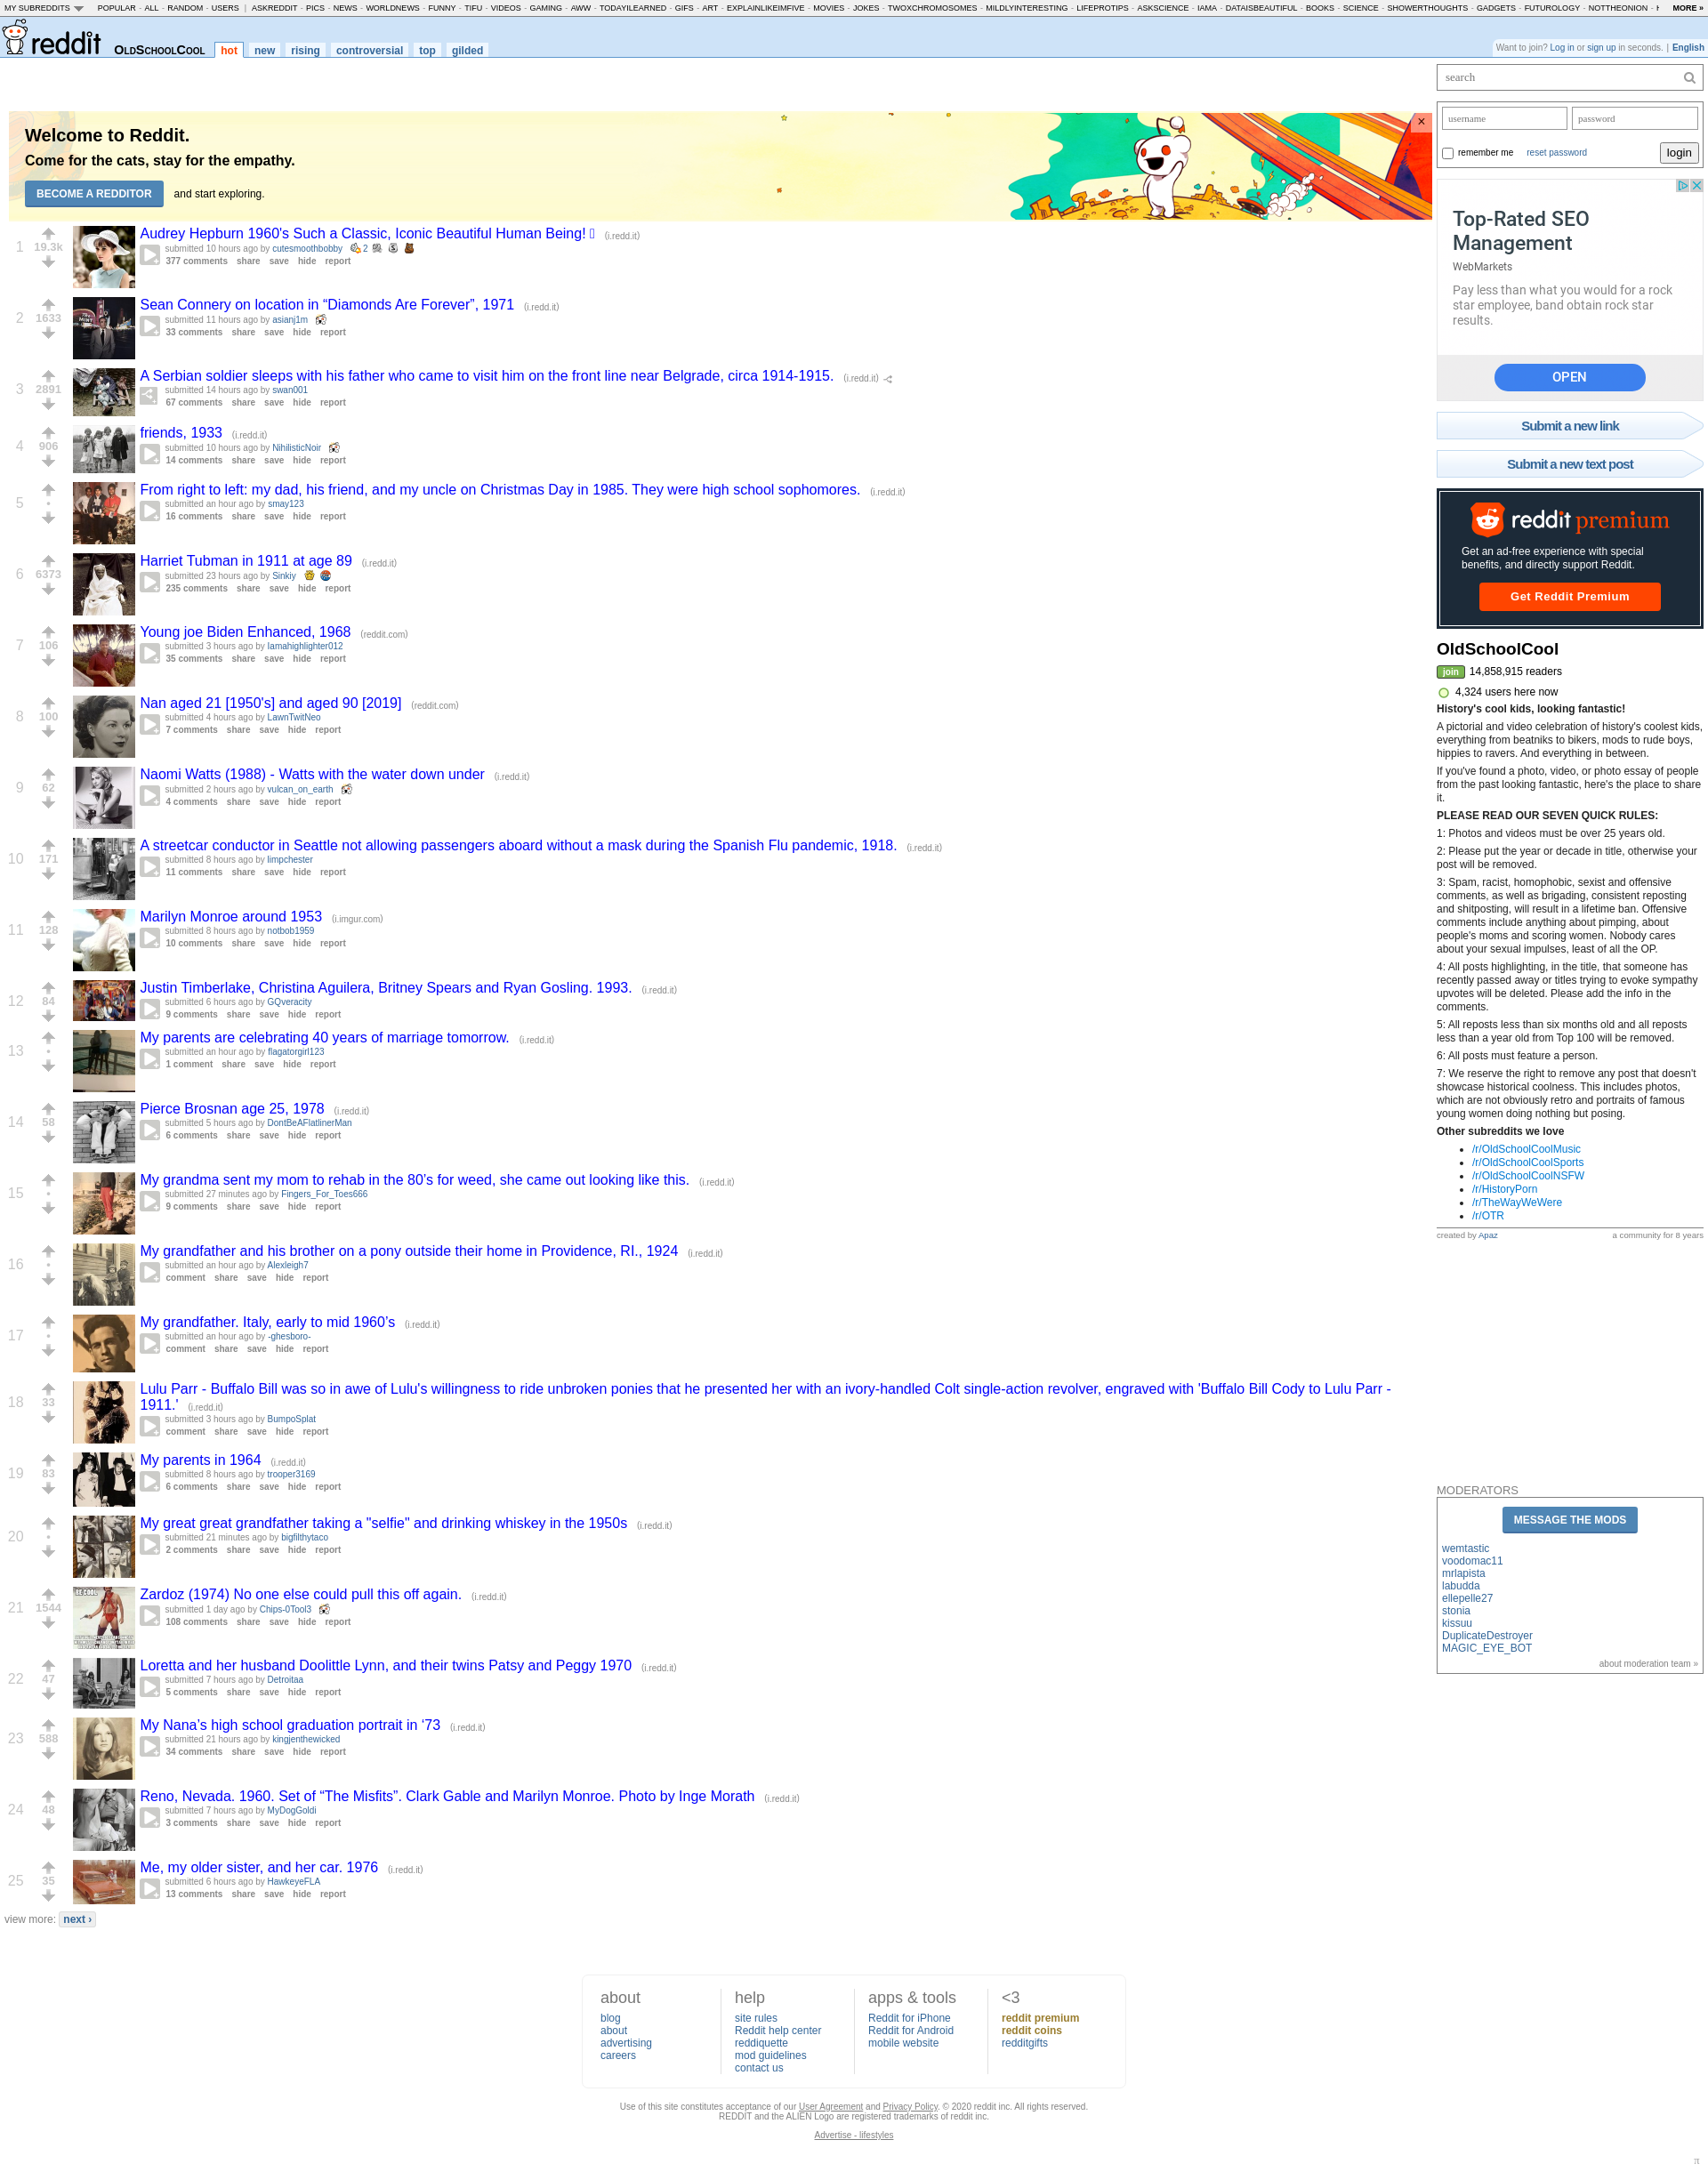 MY SUBREDDITS POPULAR - ALL - RANDOM - USERS | ASKREDDIT - PICS - NEWS - WORLDNEWS - FUNNY - TIFU - VIDEOS - GAMING - AWW - TODAYILEARNED - GIFS - ART - EXPLAINLIKEIMFIVE - MOVIES - JOKES - TWOXCHROMOSOMES - MILDLYINTERESTING - LIFEPROTIPS - ASKSCIENCE - IAMA - DATAISBEAUTIFUL - BOOKS - SCIENCE - SHOWERTHOUGHTS - GADGETS - FUTUROLOGY - NOTTHEONION - MORE »
reddit OLDSCHOOLCOOL hot new rising controversial top gilded
Want to join? Log in or sign up in seconds. | English
Welcome to Reddit.
Come for the cats, stay for the empathy.
BECOME A REDDITOR and start exploring.
×
1 19.3k
Audrey Hepburn 1960's Such a Classic, Iconic Beautiful Human Being! (i.redd.it)
submitted 10 hours ago by cutesmoothbobby 2
377 comments share save hide report
2 1633
Sean Connery on location in “Diamonds Are Forever”, 1971 (i.redd.it)
submitted 11 hours ago by asianj1m
33 comments share save hide report
3 2891
A Serbian soldier sleeps with his father who came to visit him on the front line near Belgrade, circa 1914-1915. (i.redd.it)
submitted 14 hours ago by swan001
67 comments share save hide report
4 906
friends, 1933 (i.redd.it)
submitted 10 hours ago by NihilisticNoir
14 comments share save hide report
5 •
From right to left: my dad, his friend, and my uncle on Christmas Day in 1985. They were high school sophomores. (i.redd.it)
submitted an hour ago by smay123
16 comments share save hide report
6 6373
Harriet Tubman in 1911 at age 89 (i.redd.it)
submitted 23 hours ago by Sinkiy
235 comments share save hide report
7 106
Young joe Biden Enhanced, 1968 (reddit.com)
submitted 3 hours ago by Iamahighlighter012
35 comments share save hide report
8 100
Nan aged 21 [1950's] and aged 90 [2019] (reddit.com)
submitted 4 hours ago by LawnTwitNeo
7 comments share save hide report
9 62
Naomi Watts (1988) - Watts with the water down under (i.redd.it)
submitted 2 hours ago by vulcan_on_earth
4 comments share save hide report
10 171
A streetcar conductor in Seattle not allowing passengers aboard without a mask during the Spanish Flu pandemic, 1918. (i.redd.it)
submitted 8 hours ago by limpchester
11 comments share save hide report
11 128
Marilyn Monroe around 1953 (i.imgur.com)
submitted 8 hours ago by notbob1959
10 comments share save hide report
12 84
Justin Timberlake, Christina Aguilera, Britney Spears and Ryan Gosling. 1993. (i.redd.it)
submitted 6 hours ago by GQveracity
9 comments share save hide report
13 •
My parents are celebrating 40 years of marriage tomorrow. (i.redd.it)
submitted an hour ago by flagatorgirl123
1 comment share save hide report
14 58
Pierce Brosnan age 25, 1978 (i.redd.it)
submitted 5 hours ago by DontBeAFlatlinerMan
6 comments share save hide report
15 •
My grandma sent my mom to rehab in the 80's for weed, she came out looking like this. (i.redd.it)
submitted 27 minutes ago by Fingers_For_Toes666
9 comments share save hide report
16 •
My grandfather and his brother on a pony outside their home in Providence, RI., 1924 (i.redd.it)
submitted an hour ago by Alexleigh7
comment share save hide report
17 •
My grandfather. Italy, early to mid 1960’s (i.redd.it)
submitted an hour ago by -ghesboro-
comment share save hide report
18 33
Lulu Parr - Buffalo Bill was so in awe of Lulu's willingness to ride unbroken ponies that he presented her with an ivory-handled Colt single-action revolver, engraved with 'Buffalo Bill Cody to Lulu Parr -
1911.' (i.redd.it)
submitted 3 hours ago by BumpoSplat
comment share save hide report
19 83
My parents in 1964 (i.redd.it)
submitted 8 hours ago by trooper3169
6 comments share save hide report
20 •
My great great grandfather taking a "selfie" and drinking whiskey in the 1950s (i.redd.it)
submitted 21 minutes ago by bigfilthytaco
2 comments share save hide report
21 1544
BE COOL
Zardoz (1974) No one else could pull this off again. (i.redd.it)
submitted 1 day ago by Chips-0Tool3
108 comments share save hide report
22 47
Loretta and her husband Doolittle Lynn, and their twins Patsy and Peggy 1970 (i.redd.it)
submitted 7 hours ago by Detroitaa
5 comments share save hide report
23 588
My Nana’s high school graduation portrait in ‘73 (i.redd.it)
submitted 21 hours ago by kingjenthewicked
34 comments share save hide report
24 48
Reno, Nevada. 1960. Set of “The Misfits”. Clark Gable and Marilyn Monroe. Photo by Inge Morath (i.redd.it)
submitted 7 hours ago by MyDogGoldi
3 comments share save hide report
25 35
Me, my older sister, and her car. 1976 (i.redd.it)
submitted 6 hours ago by HawkeyeFLA
13 comments share save hide report
view more: next ›
search
username password
remember me reset password login
Top-Rated SEO
Management
WebMarkets
Pay less than what you would for a rock
star employee, band obtain rock star
results.
OPEN
Submit a new link
Submit a new text post
reddit premium
Get an ad-free experience with special
benefits, and directly support Reddit.
Get Reddit Premium
OldSchoolCool
join 14,858,915 readers
4,324 users here now
History's cool kids, looking fantastic!
A pictorial and video celebration of history's coolest kids,
everything from beatniks to bikers, mods to rude boys,
hippies to ravers. And everything in between.
If you've found a photo, video, or photo essay of people
from the past looking fantastic, here's the place to share
it.
PLEASE READ OUR SEVEN QUICK RULES:
1: Photos and videos must be over 25 years old.
2: Please put the year or decade in title, otherwise your
post will be removed.
3: Spam, racist, homophobic, sexist and offensive
comments, as well as brigading, consistent reposting
and shitposting, will result in a lifetime ban. Offensive
comments include anything about pimping, about
people's moms and scoring women. Nobody cares
about your sexual impulses, least of all the OP.
4: All posts highlighting, in the title, that someone has
recently passed away or titles trying to evoke sympathy
upvotes will be deleted. Please add the info in the
comments.
5: All reposts less than six months old and all reposts
less than a year old from Top 100 will be removed.
6: All posts must feature a person.
7: We reserve the right to remove any post that doesn't
showcase historical coolness. This includes photos,
which are not obviously retro and portraits of famous
young women doing nothing but posing.
Other subreddits we love
• /r/OldSchoolCoolMusic
• /r/OldSchoolCoolSports
• /r/OldSchoolCoolNSFW
• /r/HistoryPorn
• /r/TheWayWeWere
• /r/OTR
created by Apaz a community for 8 years
MODERATORS
MESSAGE THE MODS
wemtastic
voodomac11
mrlapista
labudda
ellepelle27
stonia
kissuu
DuplicateDestroyer
MAGIC_EYE_BOT
about moderation team »
about
blog
about
advertising
careers
help
site rules
Reddit help center
reddiquette
mod guidelines
contact us
apps & tools
Reddit for iPhone
Reddit for Android
mobile website
<3
reddit premium
reddit coins
redditgifts
Use of this site constitutes acceptance of our User Agreement and Privacy Policy. © 2020 reddit inc. All rights reserved.
REDDIT and the ALIEN Logo are registered trademarks of reddit inc.
Advertise - lifestyles
π